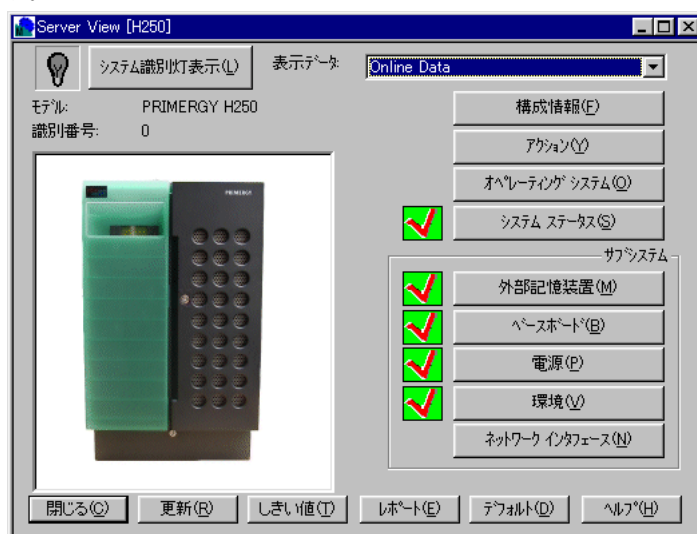 Server View [H250]
システム識別灯表示(L)
表示ﾃﾞｰﾀ:
Online Data
ﾓﾃﾞﾙ:
PRIMERGY H250
識別番号:
0
PRIMERGY
構成情報(F)
ｱｸｼｮﾝ(Y)
ｵﾍﾟﾚｰﾃｨﾝｸﾞ ｼｽﾃﾑ(O)
ｼｽﾃﾑ ｽﾃｰﾀｽ(S)
ｻﾌﾞｼｽﾃﾑ
外部記憶装置(M)
ﾍﾞｰｽﾎﾞｰﾄﾞ(B)
電源(P)
環境(V)
ﾈｯﾄﾜｰｸ ｲﾝﾀﾌｪｰｽ(N)
閉じる(C)
更新(R)
しきい値(T)
ﾚﾎﾟｰﾄ(E)
ﾃﾞﾌｫﾙﾄ(D)
ﾍﾙﾌﾟ(H)